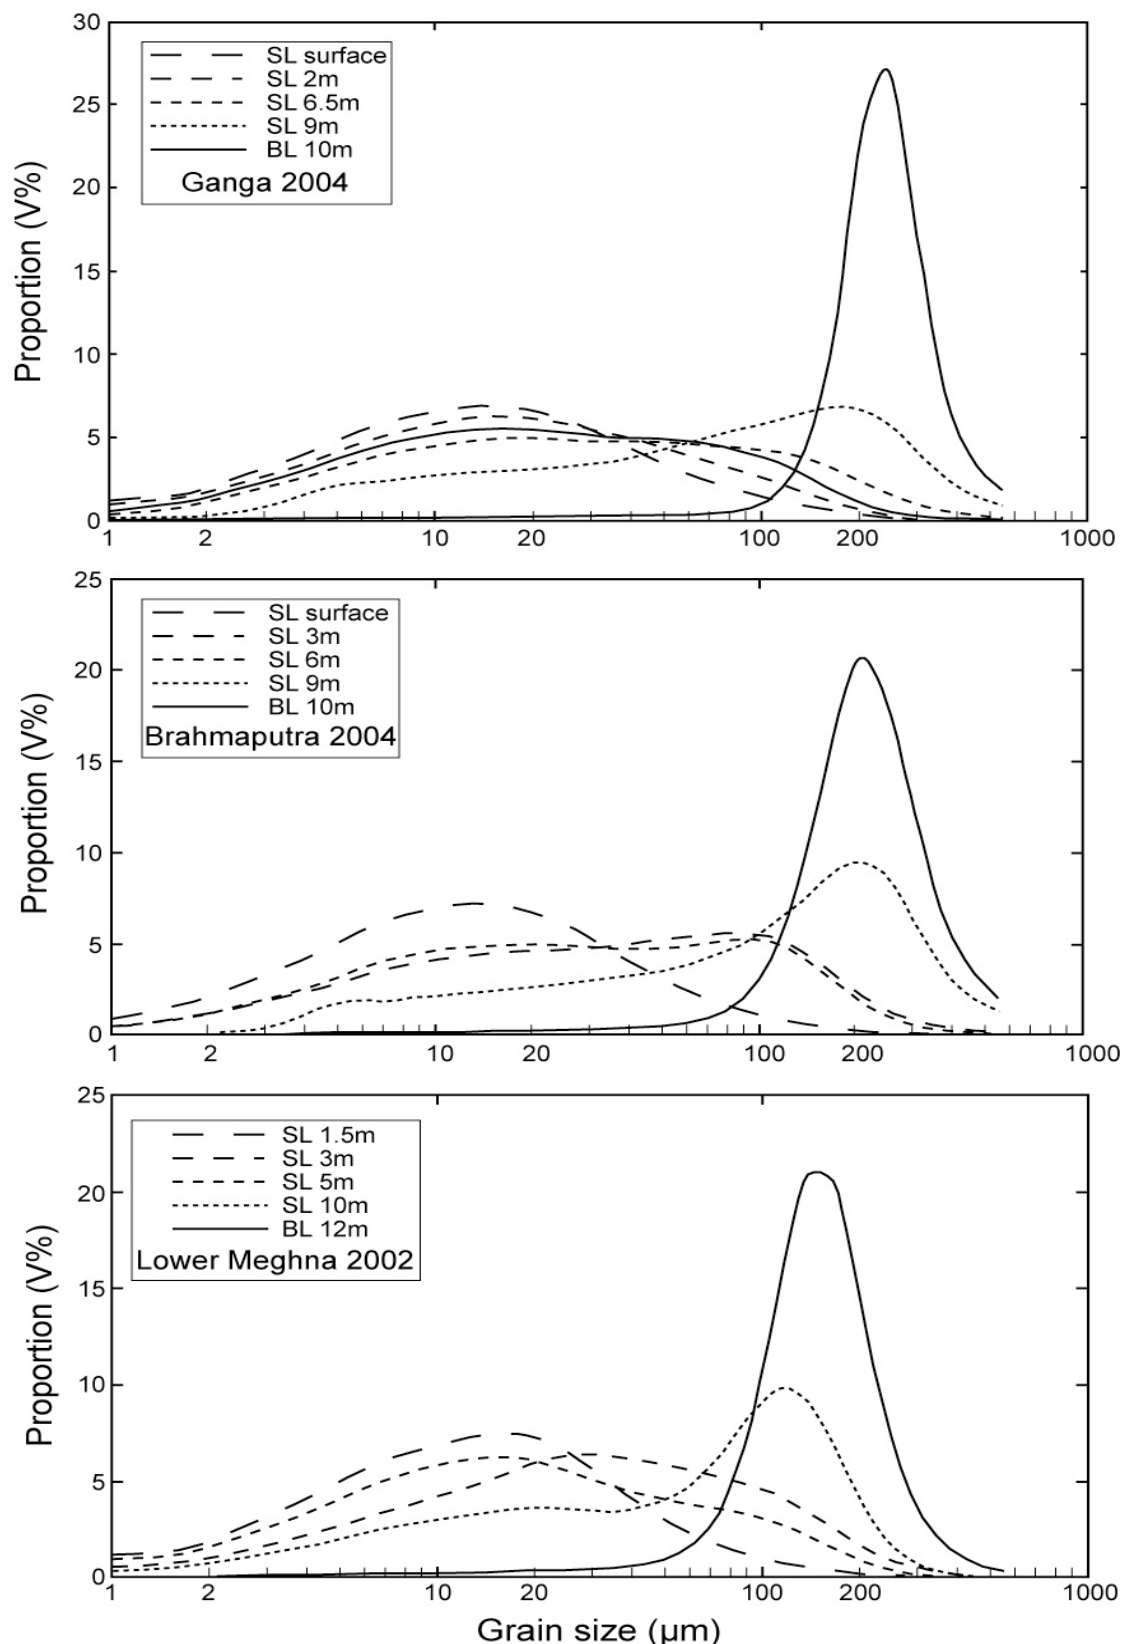 30
25
20
15
10
5
0
Proportion (V%)
SL surface
SL 2m
SL 6.5m
SL 9m
BL 10m
Ganga 2004
1 2 10 20 100 200 1000
25
20
15
10
5
0
Proportion (V%)
SL surface
SL 3m
SL 6m
SL 9m
BL 10m
Brahmaputra 2004
1 2 10 20 100 200 1000
25
20
15
10
5
0
Proportion (V%)
SL 1.5m
SL 3m
SL 5m
SL 10m
BL 12m
Lower Meghna 2002
1 2 10 20 100 200 1000
Grain size (µm)